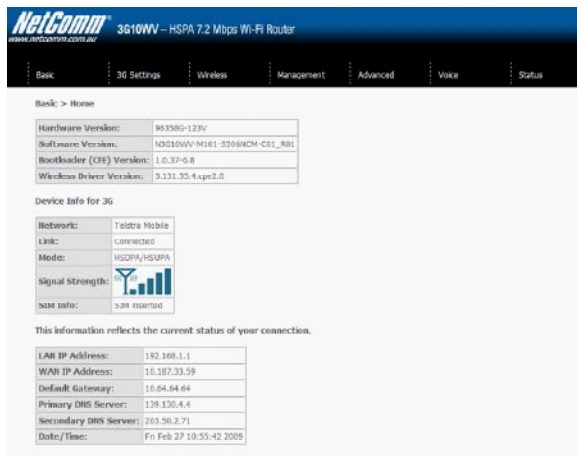 NetComm
www.netcomm.com.au
3G10WV – HSPA 7.2 Mbps Wi-Fi Router
Basic 3G Settings Wireless Management Advanced Voice Status
Basic > Home
Hardware Version: 96358G-123V
Software Version: N3G10WV-M161-3306NCM-C01_R01
Bootloader (CFE) Version: 1.0.37-6.8
Wireless Driver Version: 3.131.35.4.cpe2.0
Device Info for 3G
Network: Telstra Mobile
Link: Connected
Mode: HSDPA/HSUPA
Signal Strength:
SIM Info: SIM inserted
This information reflects the current status of your connection.
LAN IP Address: 192.168.1.1
WAN IP Address: 10.187.33.59
Default Gateway: 10.64.64.64
Primary DNS Server: 139.130.4.4
Secondary DNS Server: 203.50.2.71
Date/Time: Fri Feb 27 10:55:42 2009